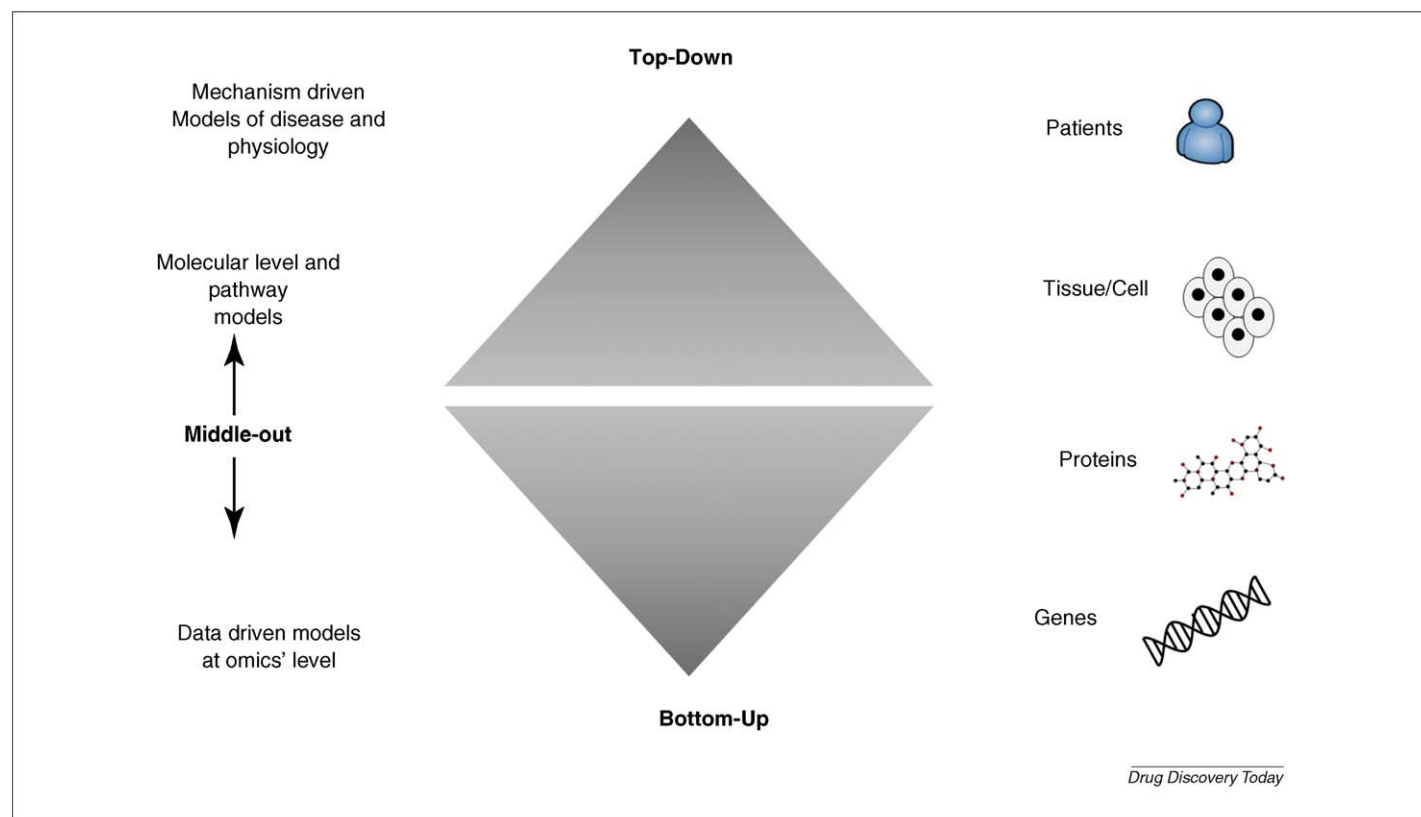 Top-Down
Mechanism driven
Models of disease and
physiology
Patients
Molecular level and
pathway
models
Tissue/Cell
Middle-out
Proteins
Data driven models
at omics' level
Genes
Bottom-Up
Drug Discovery Today